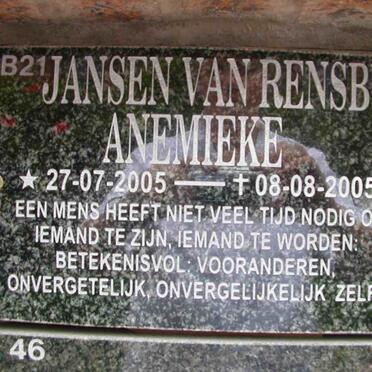 B21 JANSEN VAN RENSB
ANEMIEKE
★ 27-07-2005 — ✝ 08-08-2005
EEN MENS HEEFT NIET VEEL TIJD NODIG O
IEMAND TE ZIJN, IEMAND TE WORDEN:
BETEKENISVOL: VOORANDEREN,
ONVERGETELIJK, ONVERGELIJKELIJK ZELF
46